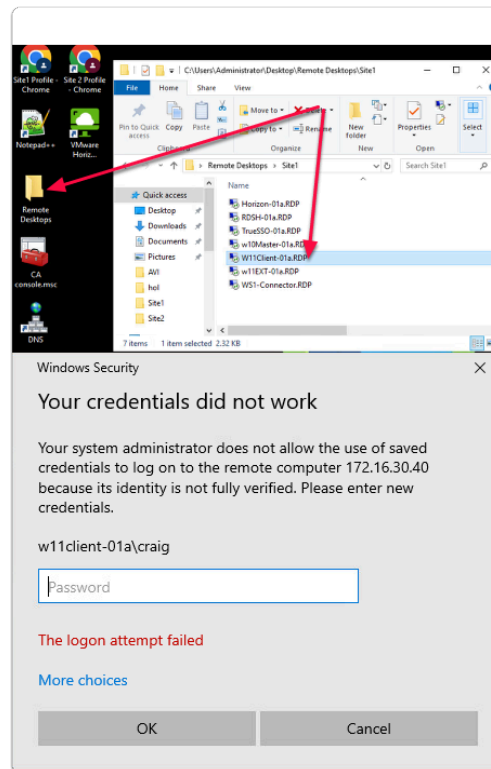 Site1 Profile - Chrome
Site 2 Profile - Chrome
Notepad++
VMware Horiz...
Remote Desktops
CA console.msc
DNS
C:\Users\Administrator\Desktop\Remote Desktops\Site1
File Home Share View
Pin to Quick access
Copy
Paste
Move to
Delete
Copy to
Rename
New folder
Properties
Select
Clipboard
Organize
New
Open
Remote Desktops > Site1
Search Site1
Quick access
Desktop
Downloads
Documents
Pictures
AVI
hol
Site1
Site2
Name
Horizon-01a.RDP
RDSH-01a.RDP
TrueSSO-01a.RDP
w10Master-01a.RDP
W11Client-01a.RDP
w11EXT-01a.RDP
WS1-Connector.RDP
7 items 1 item selected 2.32 KB
Windows Security
Your credentials did not work
Your system administrator does not allow the use of saved
credentials to log on to the remote computer 172.16.30.40
because its identity is not fully verified. Please enter new
credentials.
w11client-01a\craig
Password
The logon attempt failed
More choices
OK Cancel